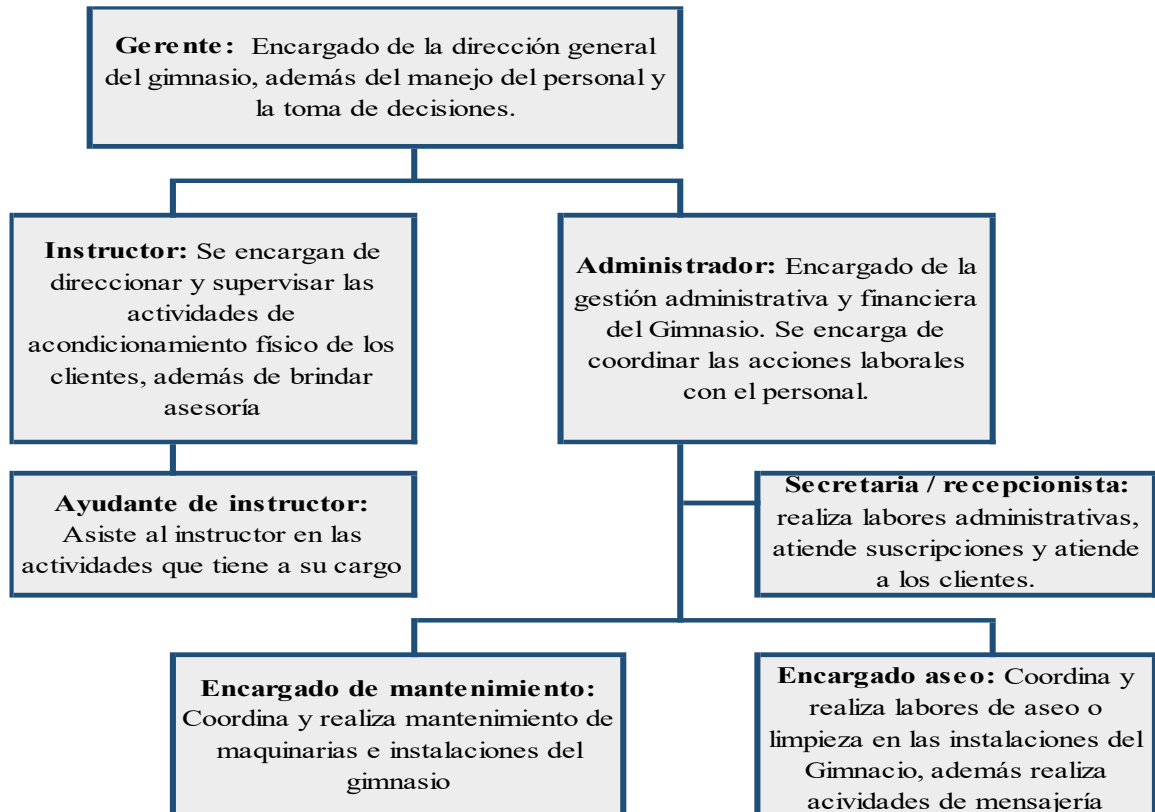 Gerente: Encargado de la dirección general
del gimnasio, además del manejo del personal y
la toma de decisiones.
Instructor: Se encargan de
direccionar y supervisar las
actividades de
acondicionamiento físico de los
clientes, además de brindar
asesoría
Administrador: Encargado de la
gestión administrativa y financiera
del Gimnasio. Se encarga de
coordinar las acciones laborales
con el personal.
Ayudante de instructor:
Asiste al instructor en las
actividades que tiene a su cargo
Secretaria / recepcionista:
realiza labores administrativas,
atiende suscripciones y atiende
a los clientes.
Encargado de mantenimiento:
Coordina y realiza mantenimiento de
maquinarias e instalaciones del
gimnasio
Encargado aseo: Coordina y
realiza labores de aseo o
limpieza en las instalaciones del
Gimnacio, además realiza
acividades de mensajería